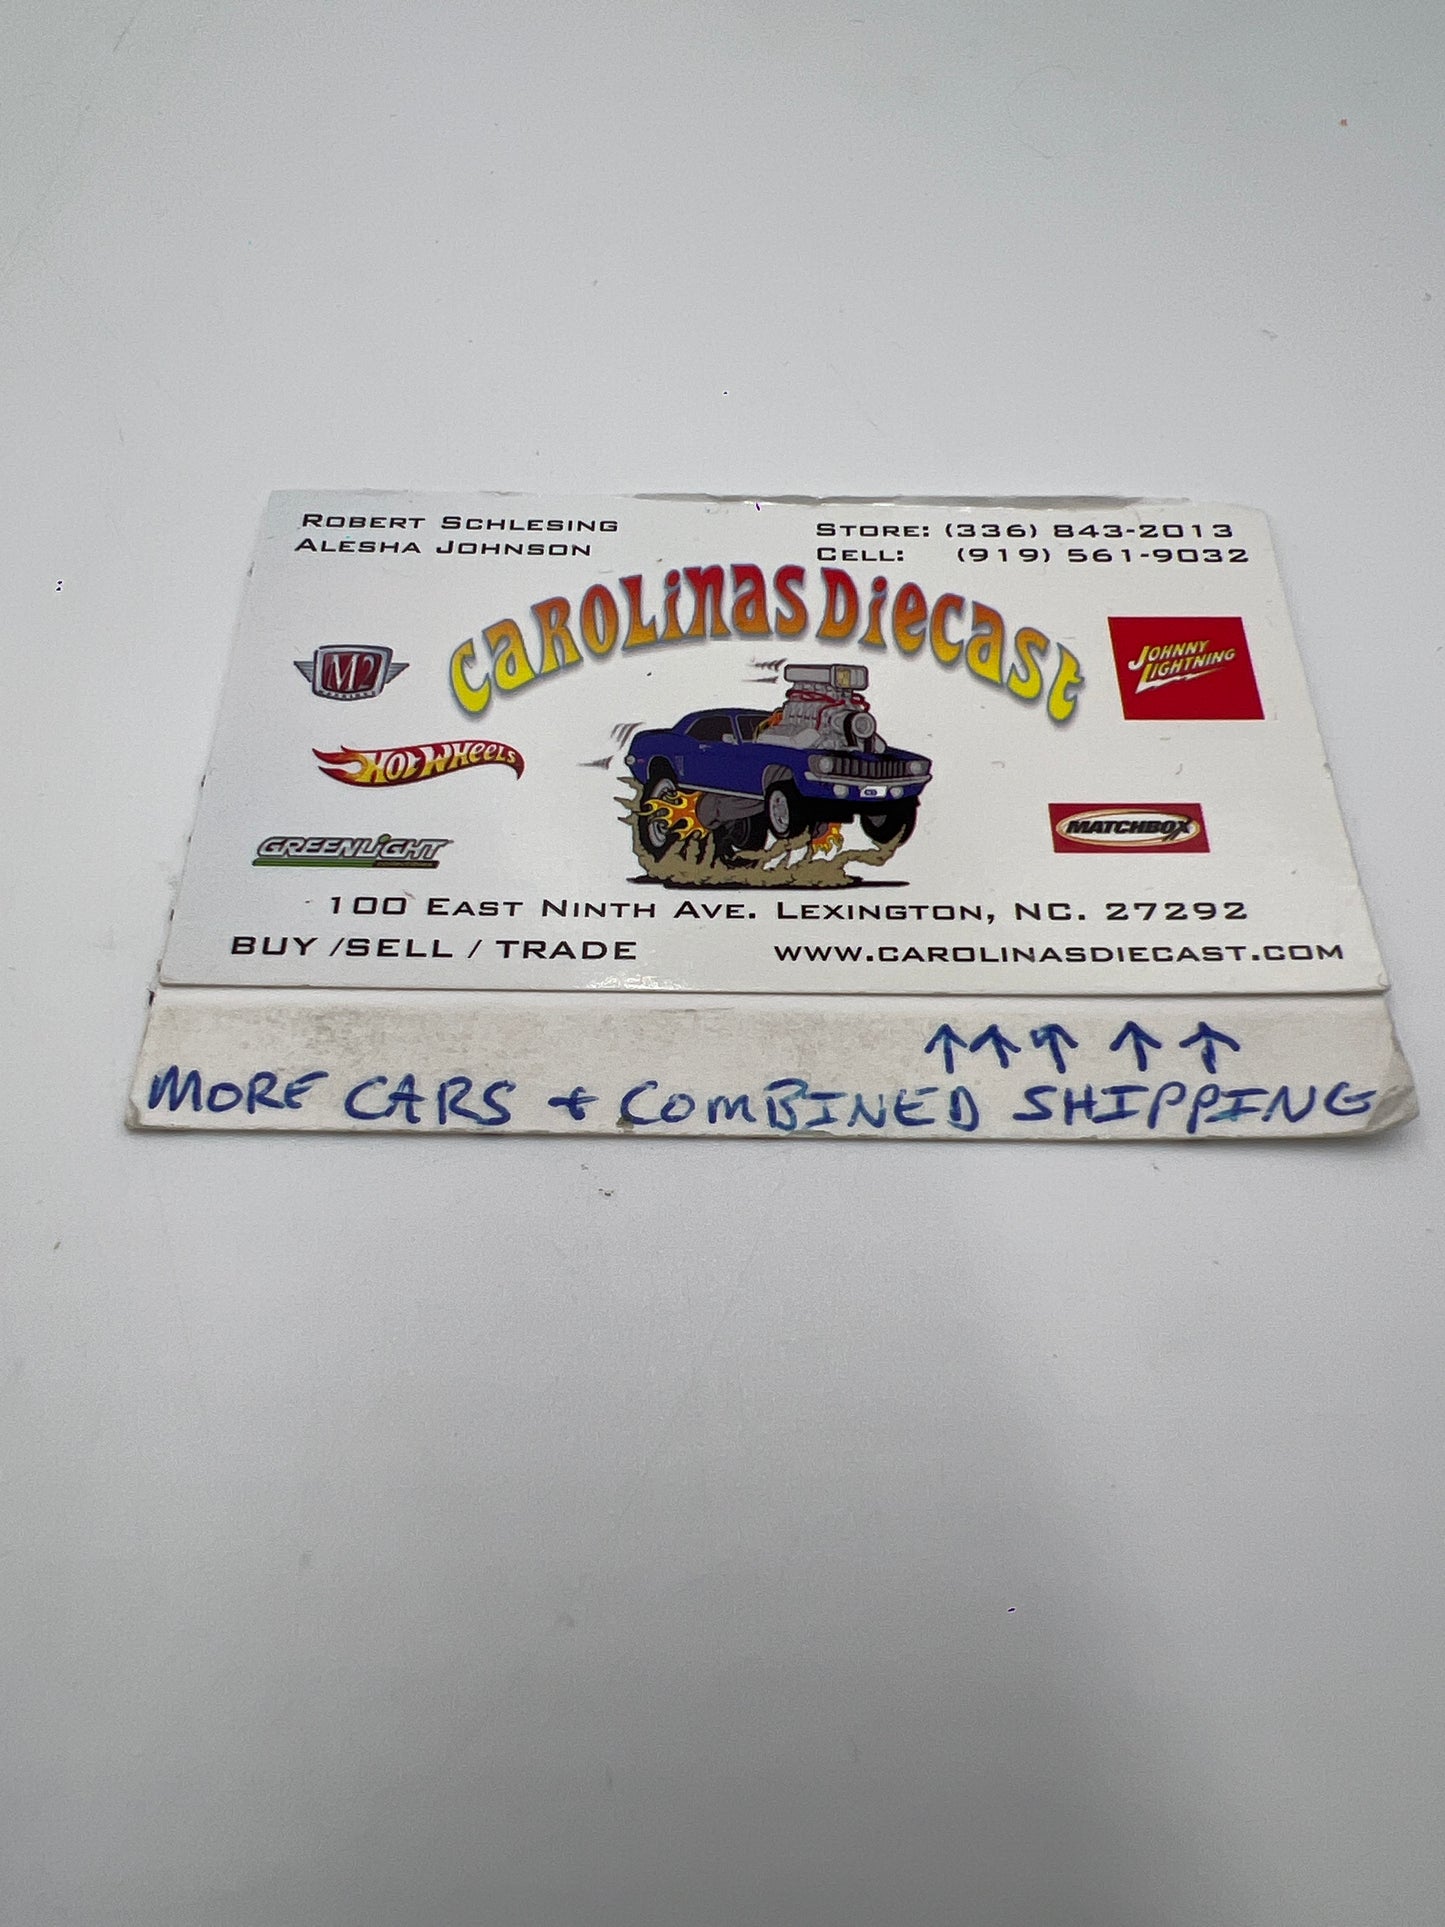 ROBERT SCHLESING
ALESHA JOHNSON
STORE: (336) 843-2013
CELL: (919) 561-9032
CAROLINAS DIECAST
M2
JOHNNY LIGHTNING
HOT WHEELS
MATCHBOX
GREENLIGHT
100 EAST NINTH AVE. LEXINGTON, NC. 27292
BUY /SELL / TRADE
WWW.CAROLINASDIECAST.COM
↑↑↑↑↑
MORE CARS + COMBINED SHIPPING